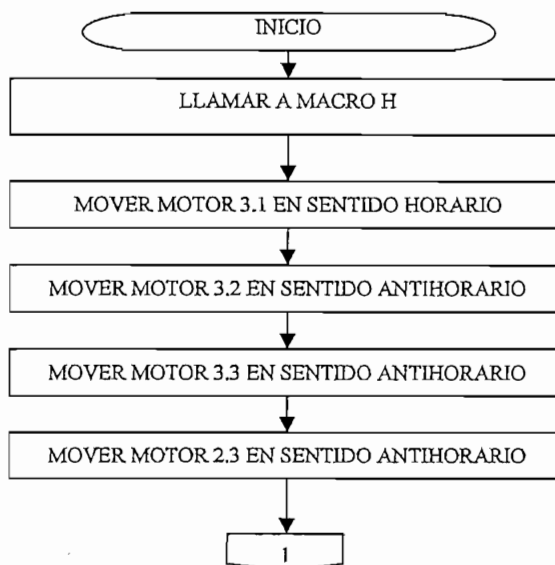 INICIO
LLAMAR A MACRO H
MOVER MOTOR 3.1 EN SENTIDO HORARIO
MOVER MOTOR 3.2 EN SENTIDO ANTIHORARIO
MOVER MOTOR 3.3 EN SENTIDO ANTIHORARIO
MOVER MOTOR 2.3 EN SENTIDO ANTIHORARIO
1